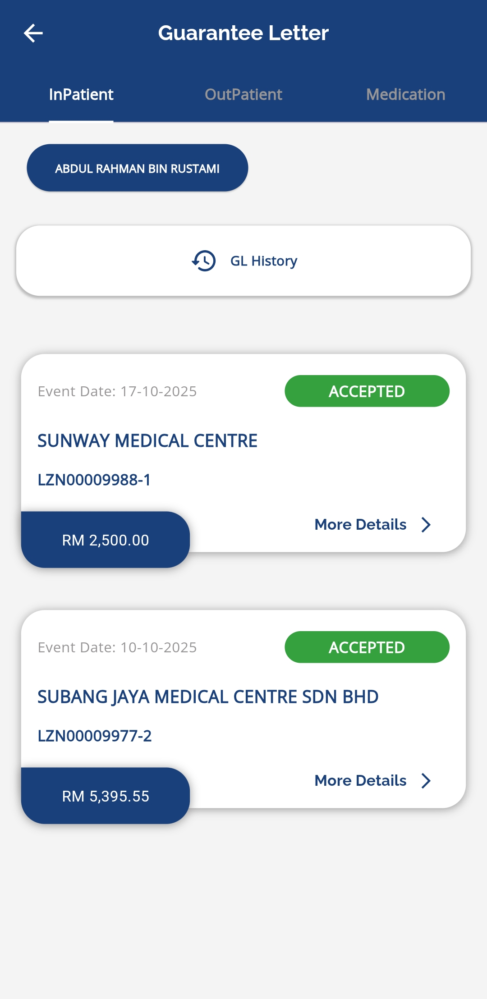 Guarantee Letter
InPatient OutPatient Medication
ABDUL RAHMAN BIN RUSTAMI
GL History
Event Date: 17-10-2025 ACCEPTED
SUNWAY MEDICAL CENTRE
LZN00009988-1
More Details
RM 2,500.00
Event Date: 10-10-2025 ACCEPTED
SUBANG JAYA MEDICAL CENTRE SDN BHD
LZN00009977-2
More Details
RM 5,395.55